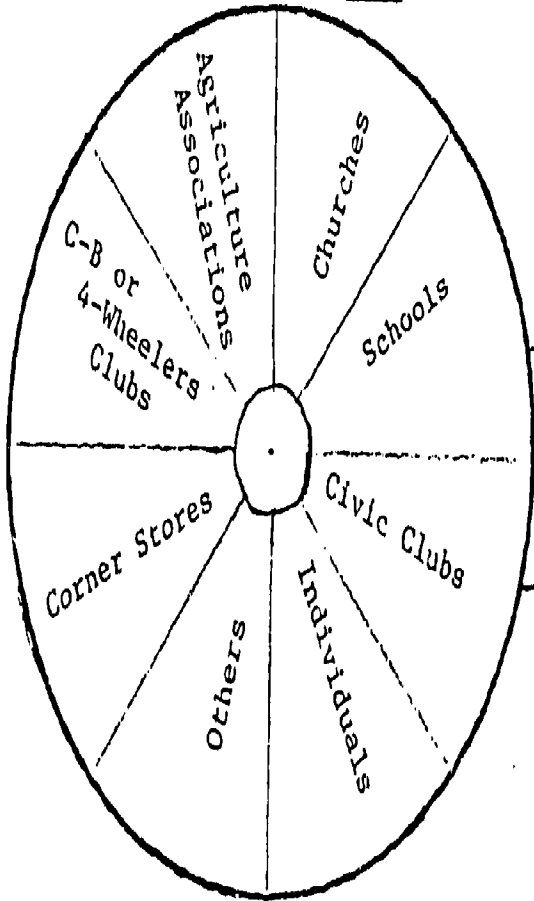 Churches
Schools
Civic Clubs
Individuals
Others
Corner Stores
C-B or
4-Wheelers
Clubs
Agriculture
Associations